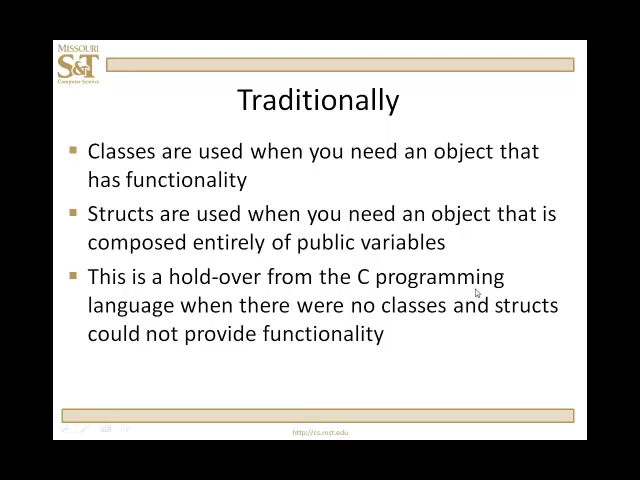 MISSOURI
S&T
Computer Science
Traditionally
Classes are used when you need an object that
has functionality
Structs are used when you need an object that is
composed entirely of public variables
This is a hold-over from the C programming
language when there were no classes and structs
could not provide functionality
http://cs.mst.edu